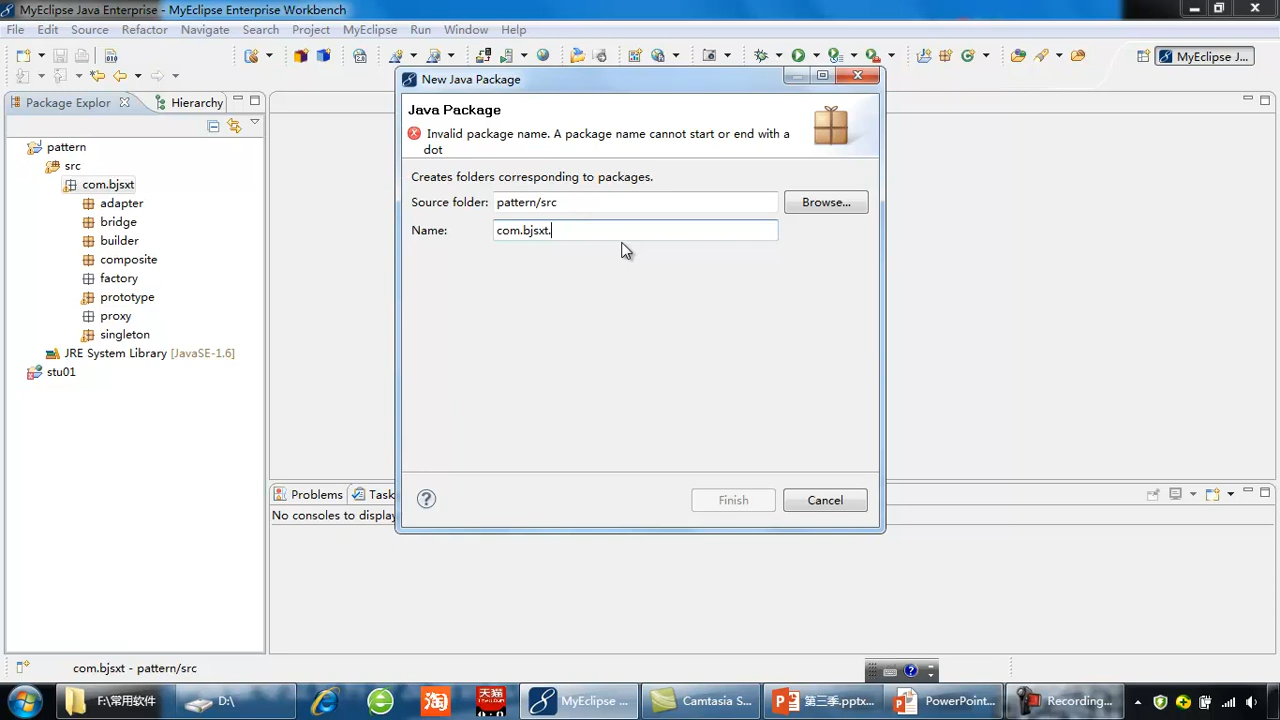 MyEclipse Java Enterprise - MyEclipse Enterprise Workbench
File Edit Source Refactor Navigate Search Project MyEclipse Run Window Help
MyEclipse J...
Package Explor
Hierarchy
pattern
src
com.bjsxt
adapter
bridge
builder
composite
factory
prototype
proxy
singleton
JRE System Library [JavaSE-1.6]
stu01
New Java Package
Java Package
Invalid package name. A package name cannot start or end with a
dot
Creates folders corresponding to packages.
Source folder: pattern/src Browse...
Name: com.bjsxt.
Finish Cancel
Problems Task
No consoles to display
com.bjsxt - pattern/src
F:\常用软件 D:\ 淘 天猫 MyEclipse ... Camtasia S... 第三季.pptx... PowerPoint... Recording...